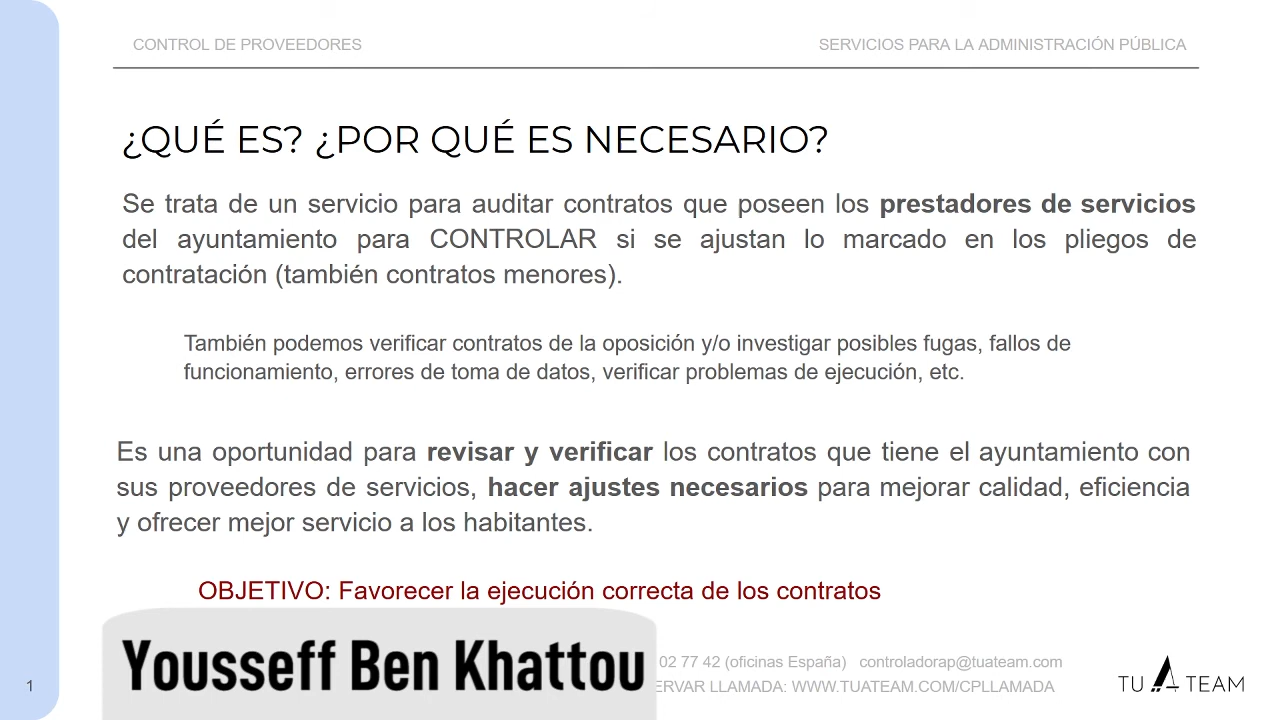 CONTROL DE PROVEEDORES
SERVICIOS PARA LA ADMINISTRACIÓN PÚBLICA
¿QUÉ ES? ¿POR QUÉ ES NECESARIO?
Se trata de un servicio para auditar contratos que poseen los prestadores de servicios
del ayuntamiento para CONTROLAR si se ajustan lo marcado en los pliegos de
contratación (también contratos menores).
También podemos verificar contratos de la oposición y/o investigar posibles fugas, fallos de
funcionamiento, errores de toma de datos, verificar problemas de ejecución, etc.
Es una oportunidad para revisar y verificar los contratos que tiene el ayuntamiento con
sus proveedores de servicios, hacer ajustes necesarios para mejorar calidad, eficiencia
y ofrecer mejor servicio a los habitantes.
OBJETIVO: Favorecer la ejecución correcta de los contratos
Yousseff Ben Khattou
02 77 42 (oficinas España) controladorap@tuateam.com
LLAMADA: WWW.TUATEAM.COM/CPLLAMADA
1
TU A TEAM